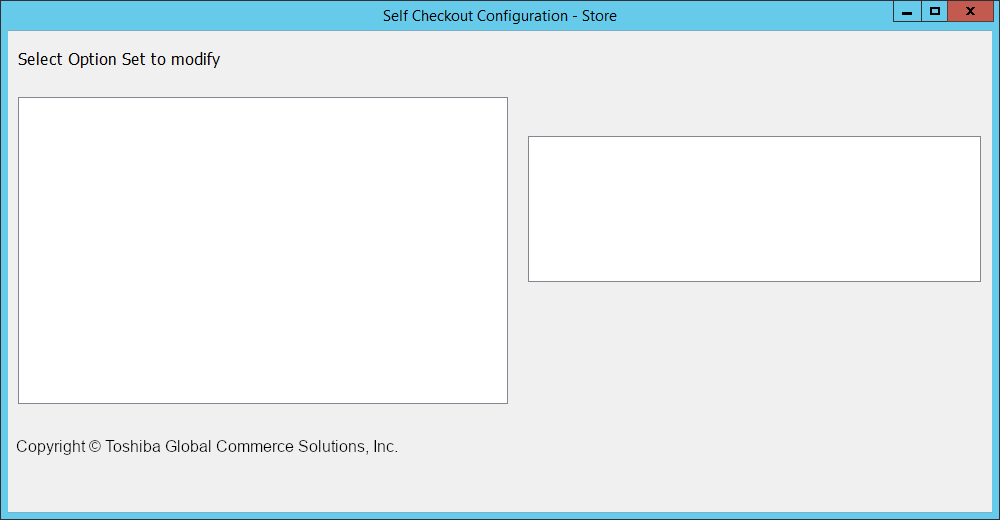 Self Checkout Configuration - Store
Select Option Set to modify
Copyright © Toshiba Global Commerce Solutions, Inc.